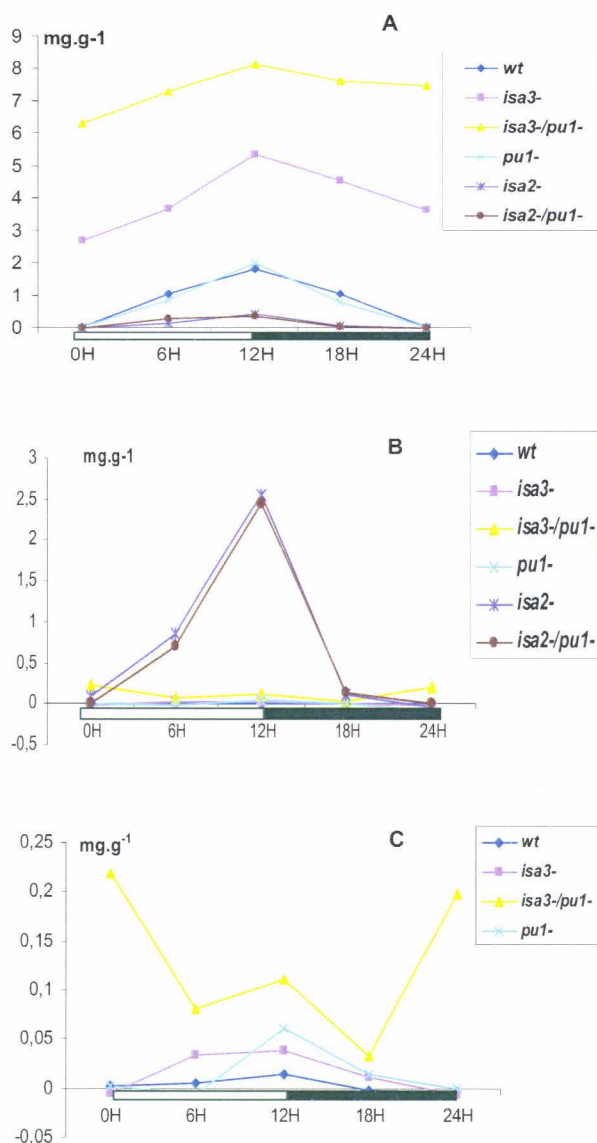 mg.g-1
A
9
8
7
6
5
4
3
2
1
0
0H 6H 12H 18H 24H
wt
isa3-
isa3-/pu1-
pu1-
isa2-
isa2-/pu1-
mg.g-1
B
3
2,5
2
1,5
1
0,5
0
-0,5
0H 6H 12H 18H 24H
wt
isa3-
isa3-/pu1-
pu1-
isa2-
isa2-/pu1-
mg.g-1
C
0,25
0,2
0,15
0,1
0,05
0
-0.05
0H 6H 12H 18H 24H
wt
isa3-
isa3-/pu1-
pu1-